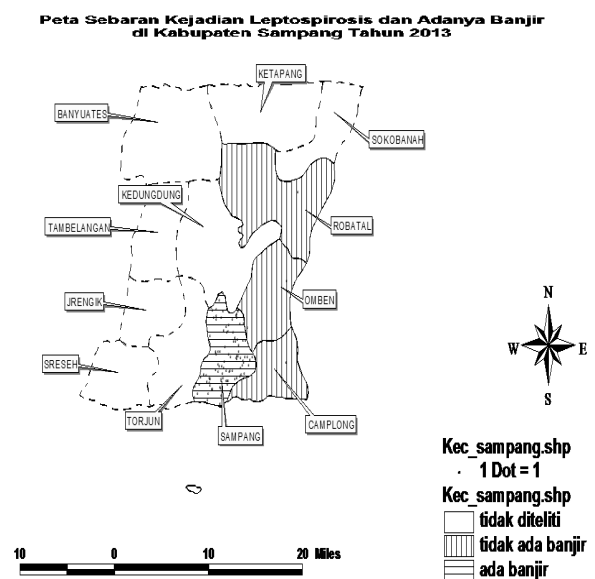 Peta Sebaran Kejadian Leptospirosis dan Adanya Banjir
di Kabupaten Sampang Tahun 2013
KETAPANG
BANYUATES
SOKOBANAH
KEDUNGDUNG
TAMBELANGAN
ROBATAL
JRENGIK
OMBEN
SRESEH
TORJUN
SAMPANG
CAMPLONG
N
W E
S
Kec_sampang.shp
1 Dot = 1
Kec_sampang.shp
tidak diteliti
tidak ada banjir
ada banjir
10 0 10 20 Miles